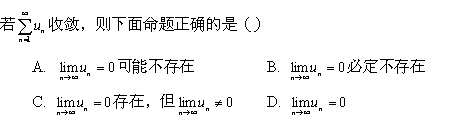 若 $\sum_{n=1}^{\infty} u_n$ 收敛，则下面命题正确的是（）
A. $\lim_{n\to\infty} u_n = 0$ 可能不存在 B. $\lim_{n\to\infty} u_n = 0$ 必定不存在
C. $\lim_{n\to\infty} u_n = 0$ 存在，但 $\lim_{n\to\infty} u_n \neq 0$ D. $\lim_{n\to\infty} u_n = 0$